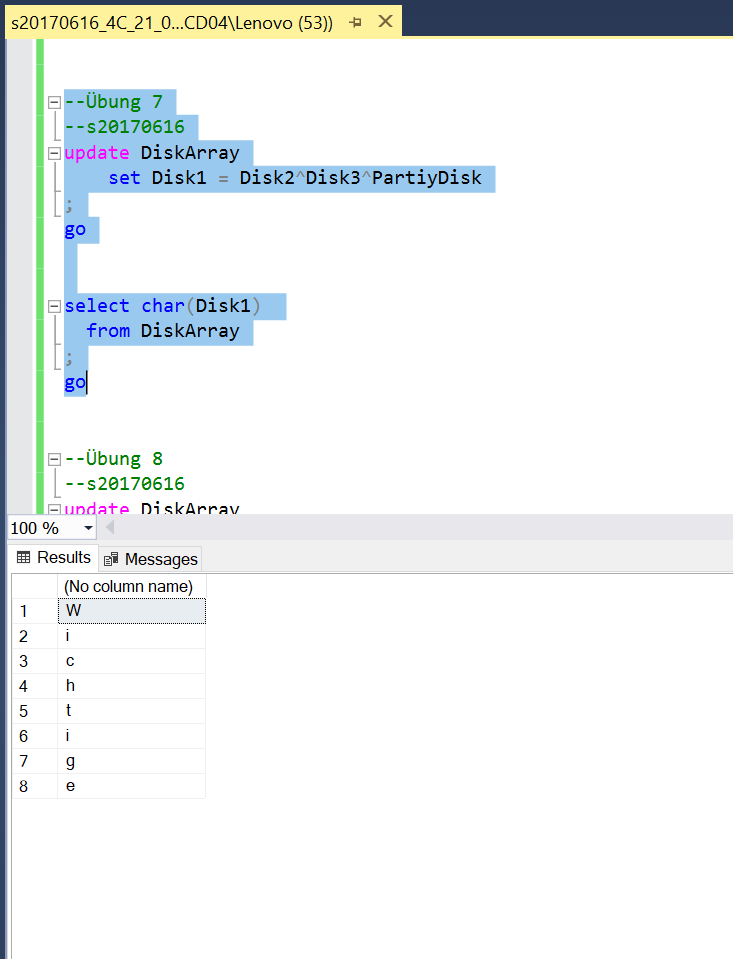 s20170616_4C_21_0...CD04\Lenovo (53))
--Übung 7
--s20170616
update DiskArray
set Disk1 = Disk2^Disk3^PartiyDisk
;
go
select char(Disk1)
from DiskArray
;
go
--Übung 8
--s20170616
update DiskArray
100 %
Results Messages
(No column name)
1 W
2 i
3 c
4 h
5 t
6 i
7 g
8 e